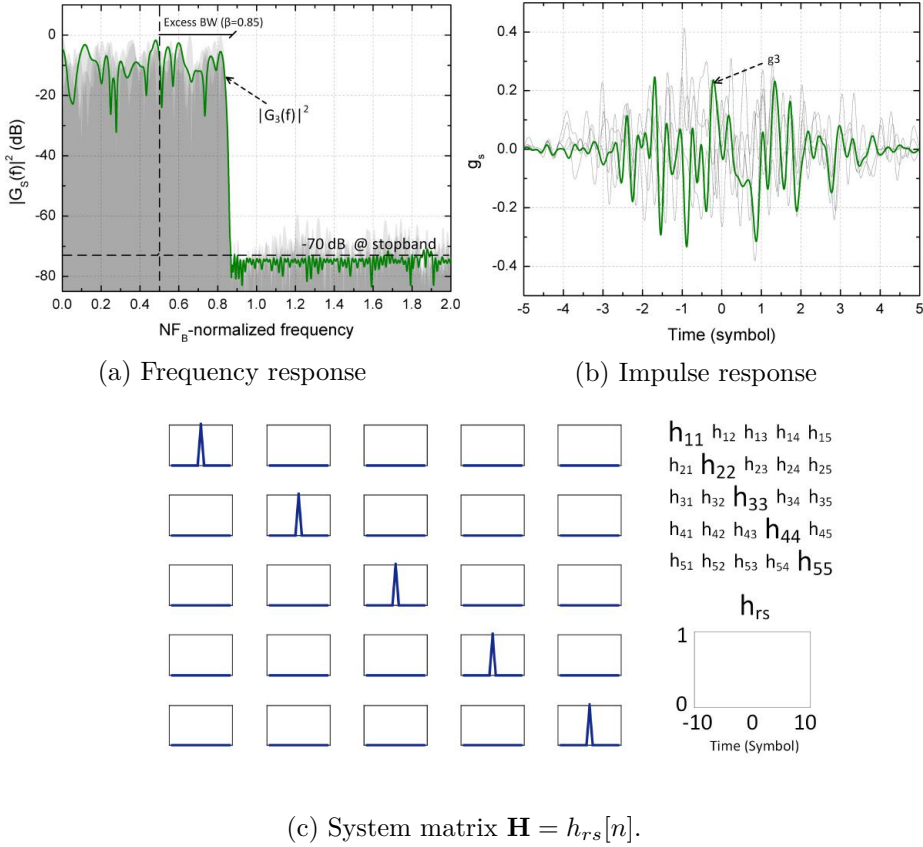 Excess BW (β=0.85)
|G₃(f)|²
-70 dB @ stopband
|G_S(f)|² (dB)
0
-20
-40
-60
-80
0.0 0.2 0.4 0.6 0.8 1.0 1.2 1.4 1.6 1.8 2.0
NF_B-normalized frequency
(a) Frequency response
g3
g_s
0.4
0.2
0.0
-0.2
-0.4
-5 -4 -3 -2 -1 0 1 2 3 4 5
Time (symbol)
(b) Impulse response
h₁₁ h₁₂ h₁₃ h₁₄ h₁₅
h₂₁ h₂₂ h₂₃ h₂₄ h₂₅
h₃₁ h₃₂ h₃₃ h₃₄ h₃₅
h₄₁ h₄₂ h₄₃ h₄₄ h₄₅
h₅₁ h₅₂ h₅₃ h₅₄ h₅₅
h_rs
1
0
-10 0 10
Time (Symbol)
(c) System matrix H = h_rs[n].